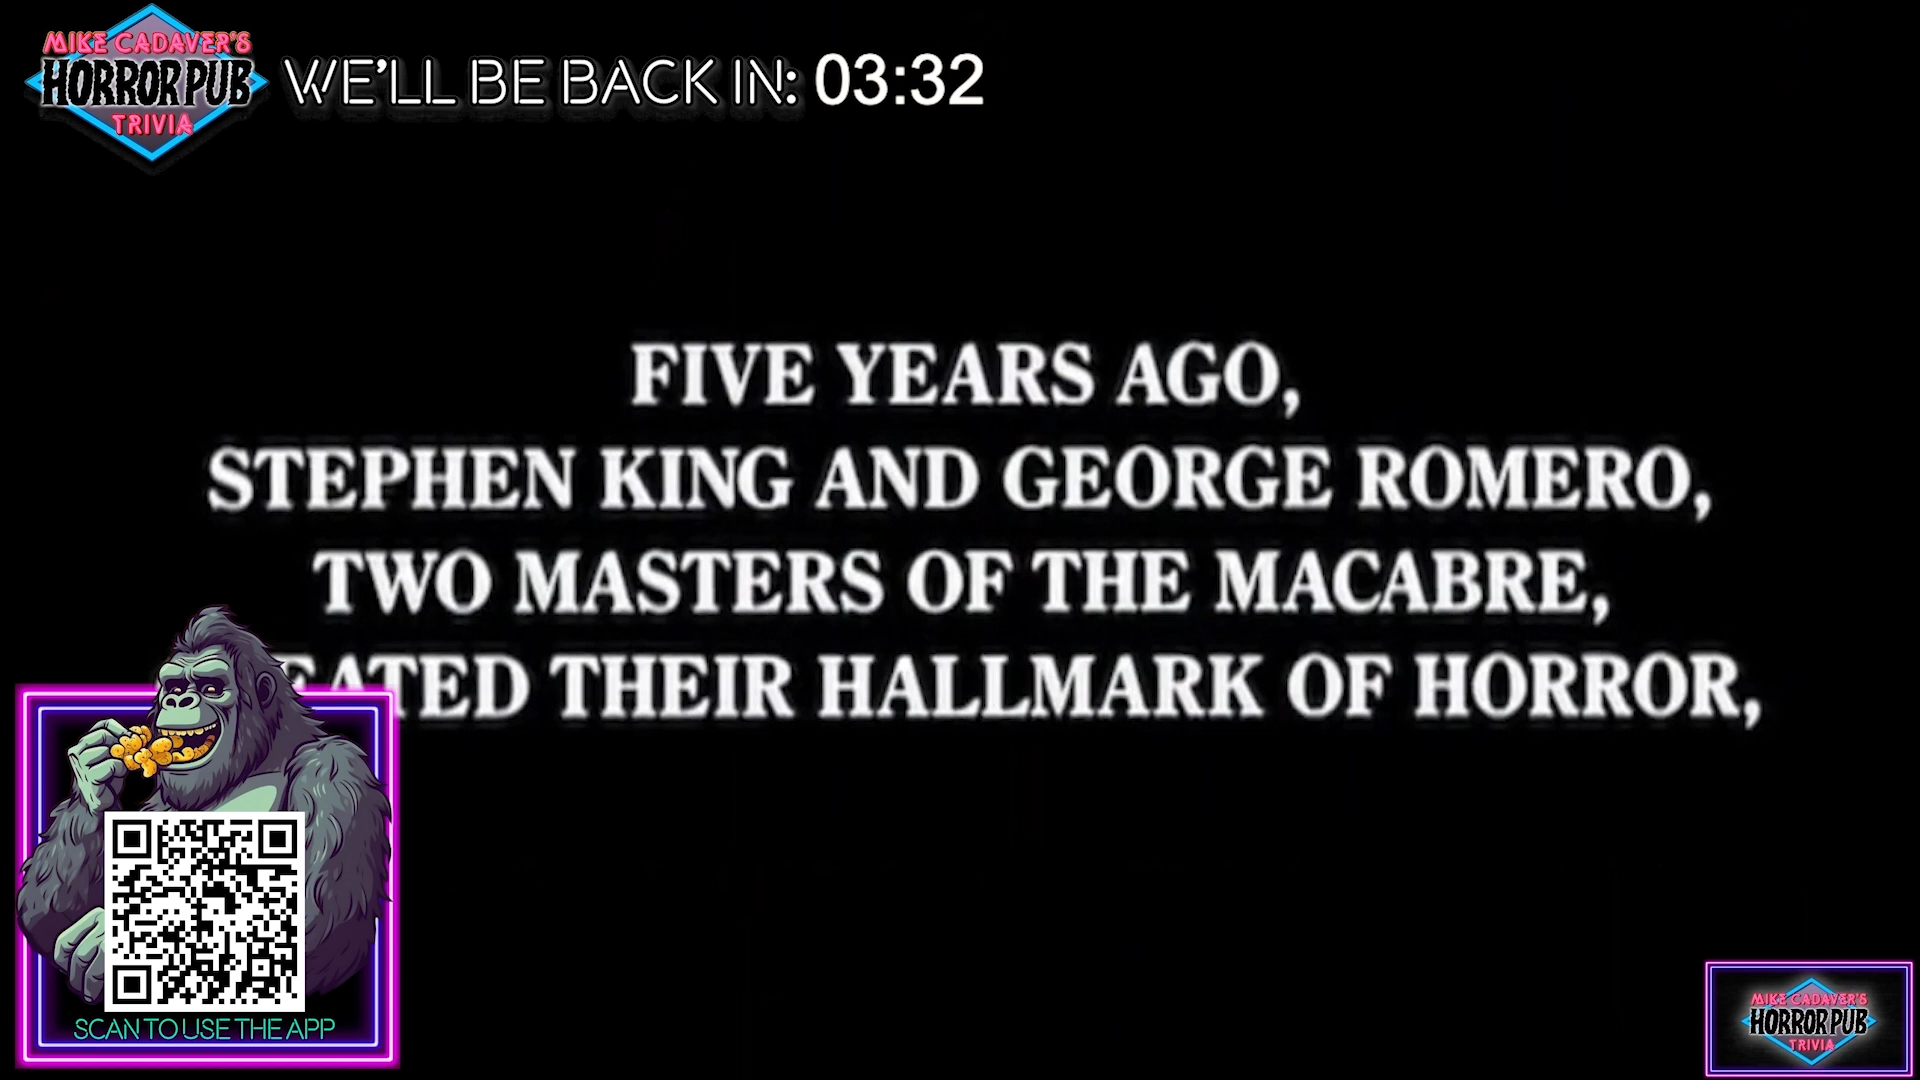 MIKE CADAVER'S
HORROR PUB
TRIVIA
WE'LL BE BACK IN: 03:32
FIVE YEARS AGO,
STEPHEN KING AND GEORGE ROMERO,
TWO MASTERS OF THE MACABRE,
THEIR HALLMARK OF HORROR,
SCAN TO USE THE APP
MIKE CADAVER'S
HORROR PUB
TRIVIA